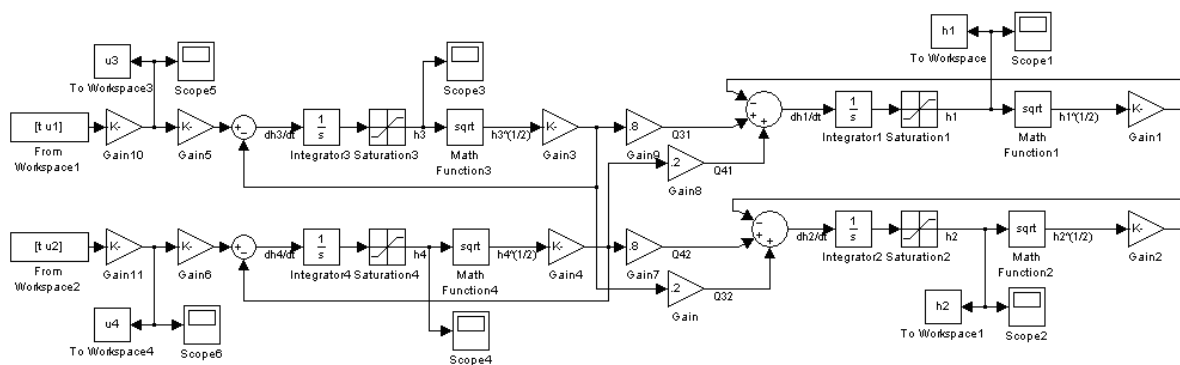 u3
To Workspace3
Scope5
Scope3
h1
To Workspace
Scope1
[t u1]
From
Workspace1
K-
Gain10
K-
Gain5
dh3/dt
1
s
Integrator3
Saturation3
h3
sqrt
Math
Function3
h3^(1/2)
K-
Gain3
.8
Gain9
Q31
.2
Gain8
Q41
dh1/dt
1
s
Integrator1
Saturation1
h1
sqrt
Math
Function1
h1^(1/2)
K-
Gain1
[t u2]
From
Workspace2
K-
Gain11
K-
Gain6
dh4/dt
1
s
Integrator4
Saturation4
h4
sqrt
Math
Function4
h4^(1/2)
K-
Gain4
.8
Gain7
Q42
.2
Gain
Q32
dh2/dt
1
s
Integrator2
Saturation2
h2
sqrt
Math
Function2
h2^(1/2)
K-
Gain2
u4
To Workspace4
Scope6
Scope4
h2
To Workspace1
Scope2